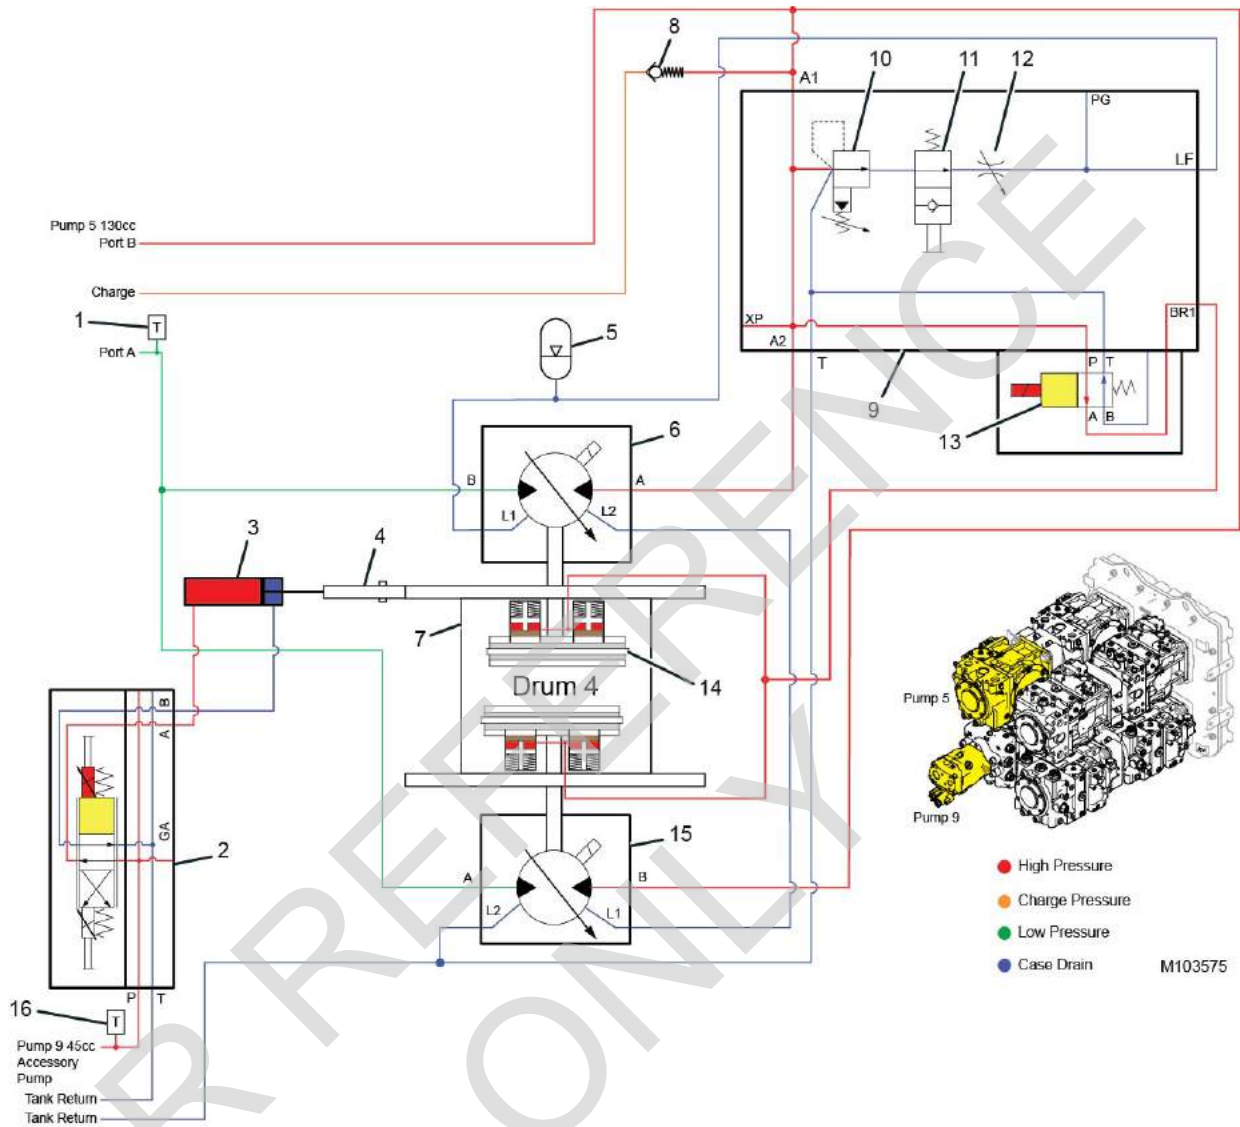 8
A1
10
11
12
PG
LF
Pump 5 130cc
Port B
Charge
1
T
Port A
5
XP
A2
T
9
BR1
P
T
A
B
13
6
B
A
L1
L2
3
4
7
14
Drum 4
B
A
GA
2
15
A
B
L2
L1
P
T
16
T
Pump 9 45cc
Accessory
Pump
Tank Return
Tank Return
Pump 5
Pump 9
High Pressure
Charge Pressure
Low Pressure
Case Drain
M103575
R REFERENCE
ONLY